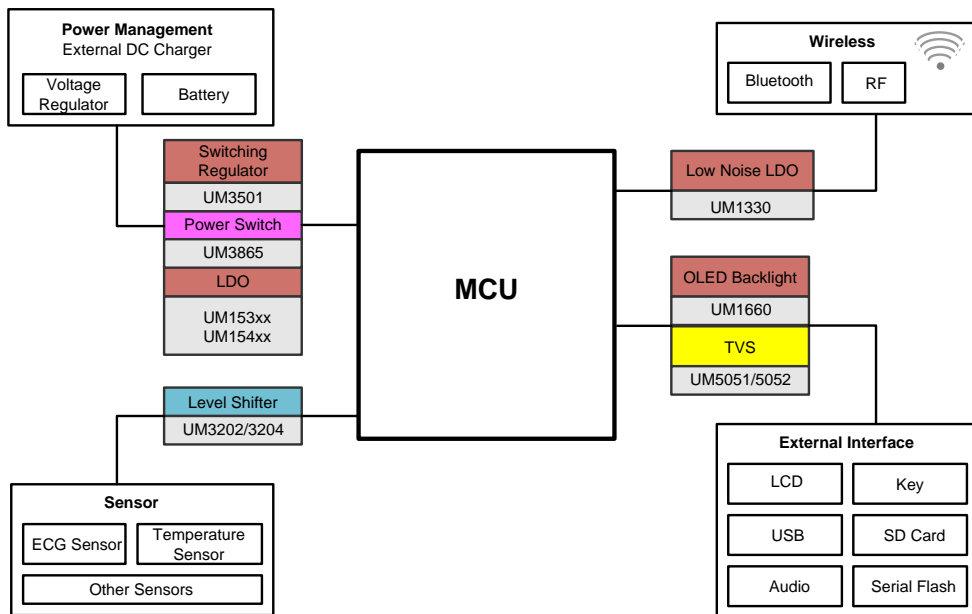 Power Management
External DC Charger
Voltage
Regulator
Battery
Switching
Regulator
UM3501
Power Switch
UM3865
LDO
UM153xx
UM154xx
Level Shifter
UM3202/3204
Sensor
ECG Sensor
Temperature
Sensor
Other Sensors
MCU
Wireless
Bluetooth
RF
Low Noise LDO
UM1330
OLED Backlight
UM1660
TVS
UM5051/5052
External Interface
LCD
Key
USB
SD Card
Audio
Serial Flash